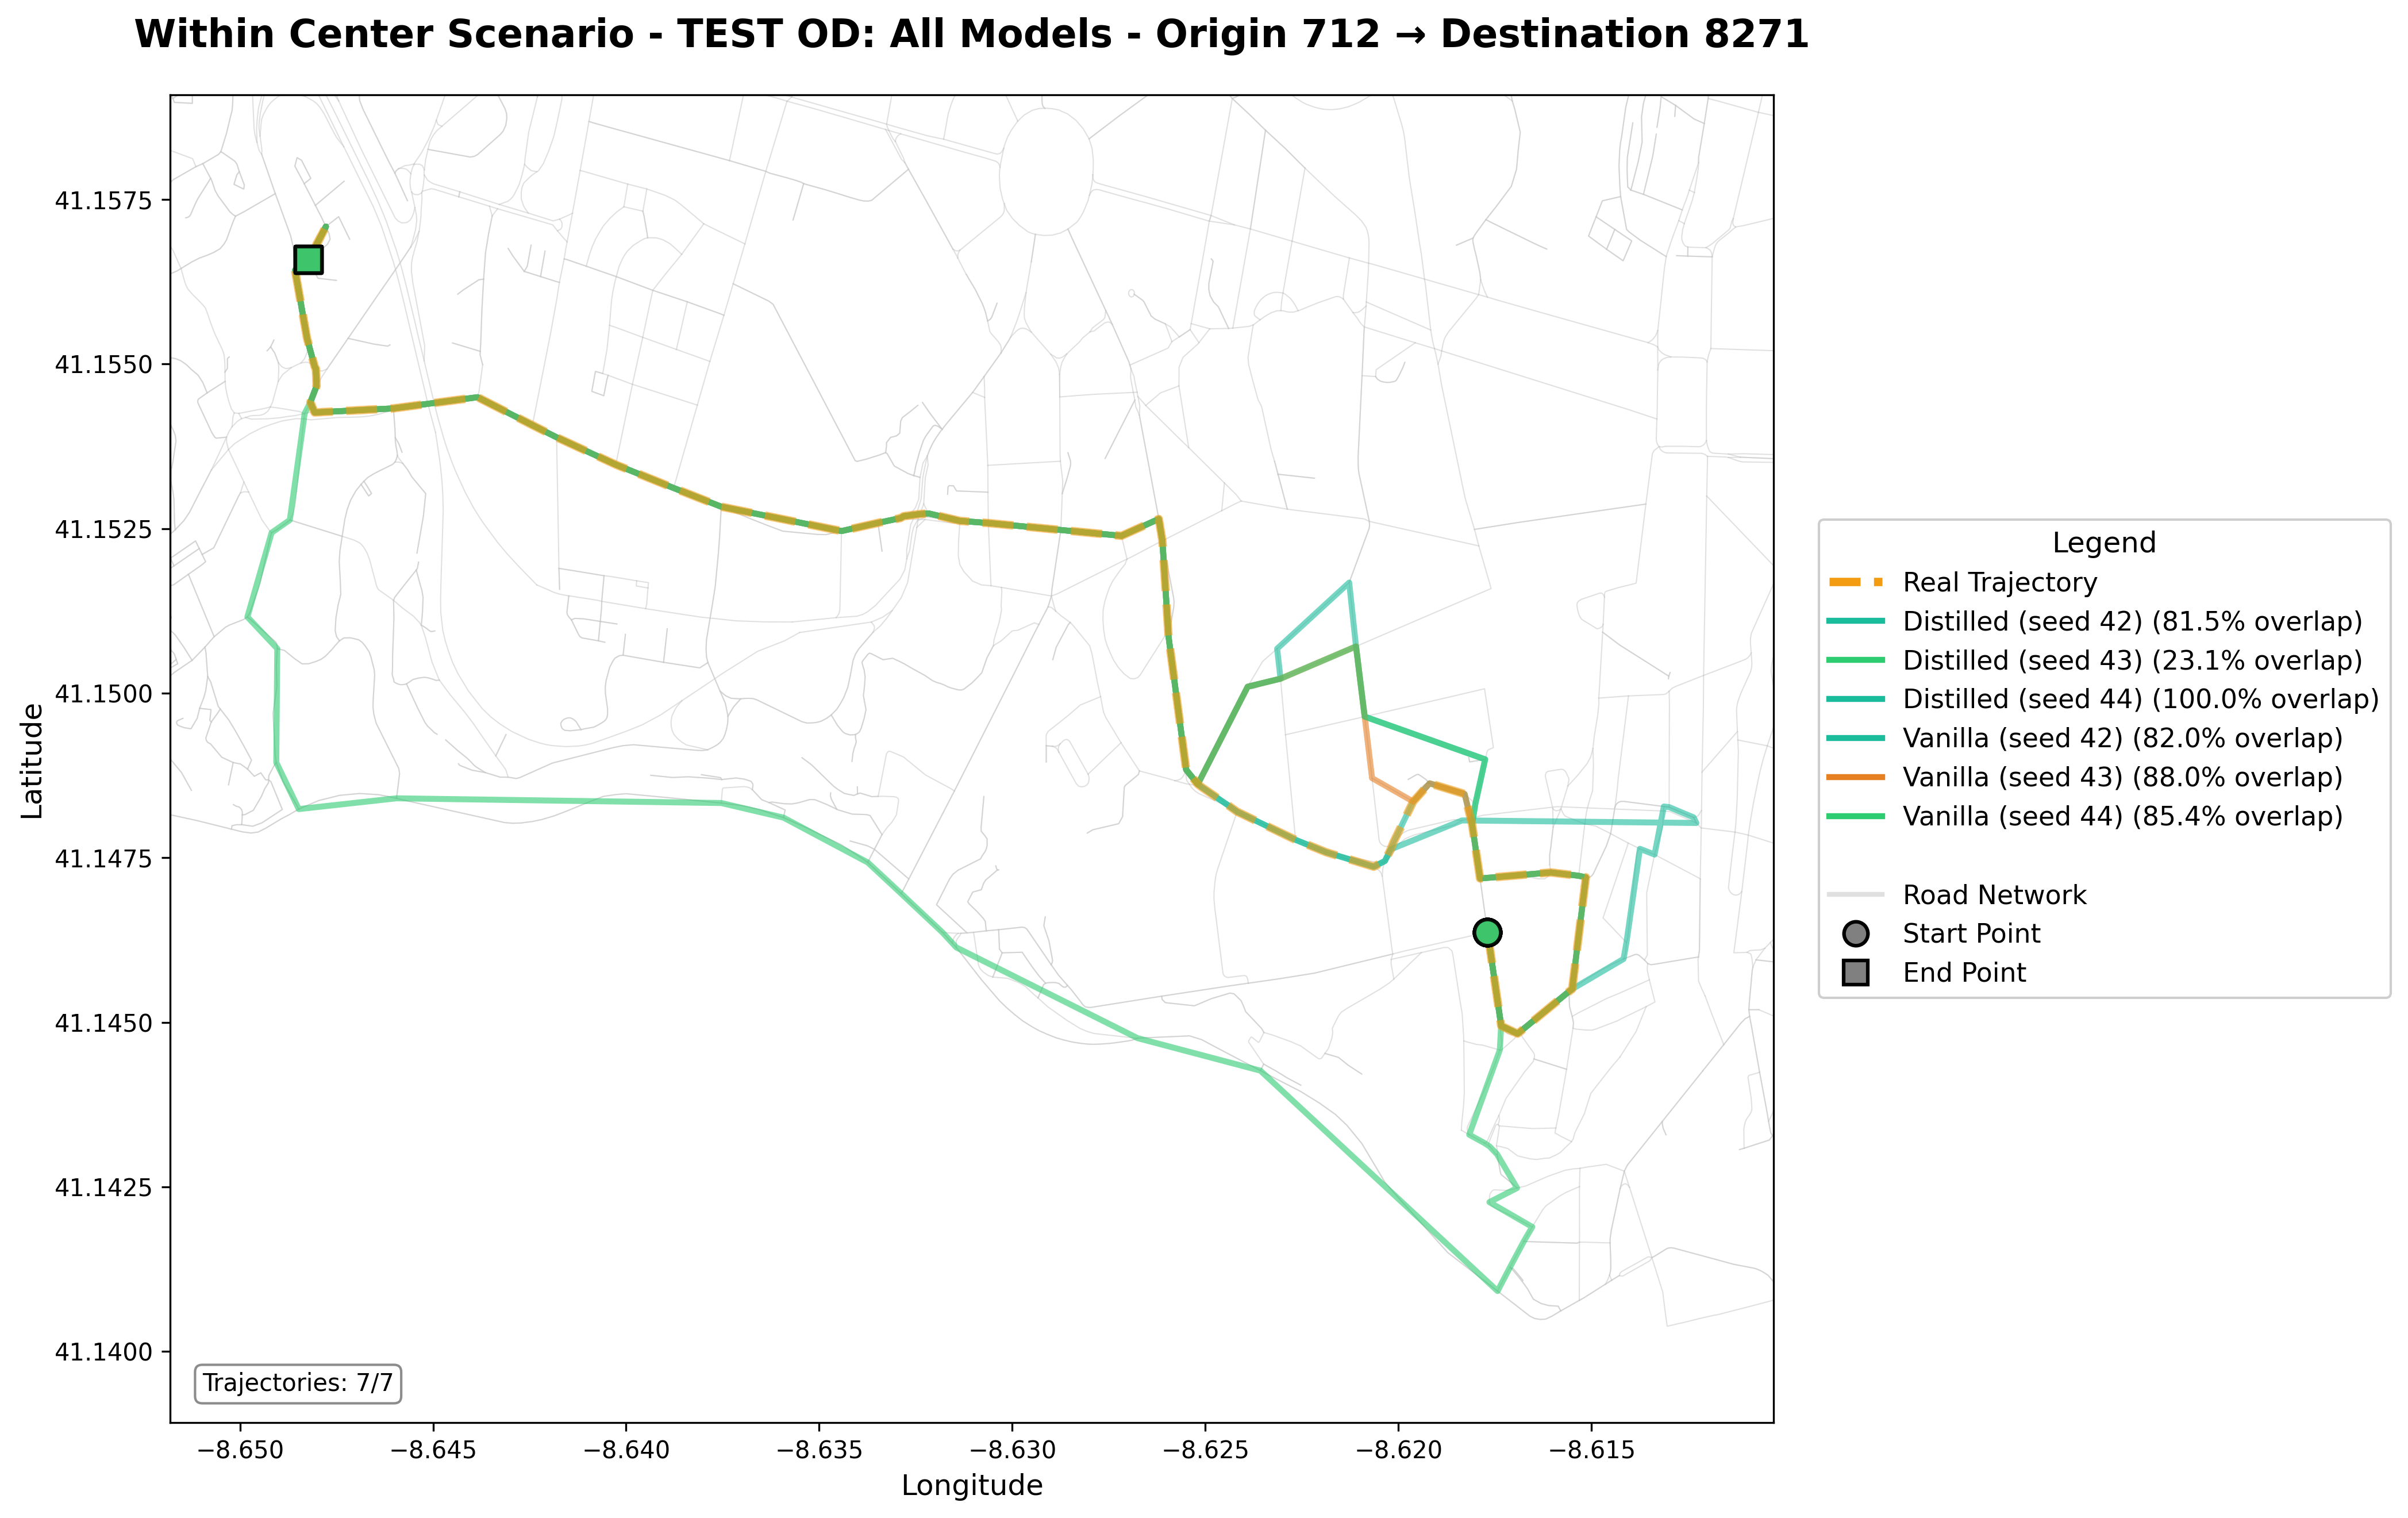 Within Center Scenario - TEST OD: All Models - Origin 712 → Destination 8271
41.1575
41.1550
41.1525
41.1500
41.1475
41.1450
41.1425
41.1400
Latitude
Trajectories: 7/7
−8.650
−8.645
−8.640
−8.635
−8.630
−8.625
−8.620
−8.615
Longitude
Legend
Real Trajectory
Distilled (seed 42) (81.5% overlap)
Distilled (seed 43) (23.1% overlap)
Distilled (seed 44) (100.0% overlap)
Vanilla (seed 42) (82.0% overlap)
Vanilla (seed 43) (88.0% overlap)
Vanilla (seed 44) (85.4% overlap)
Road Network
Start Point
End Point